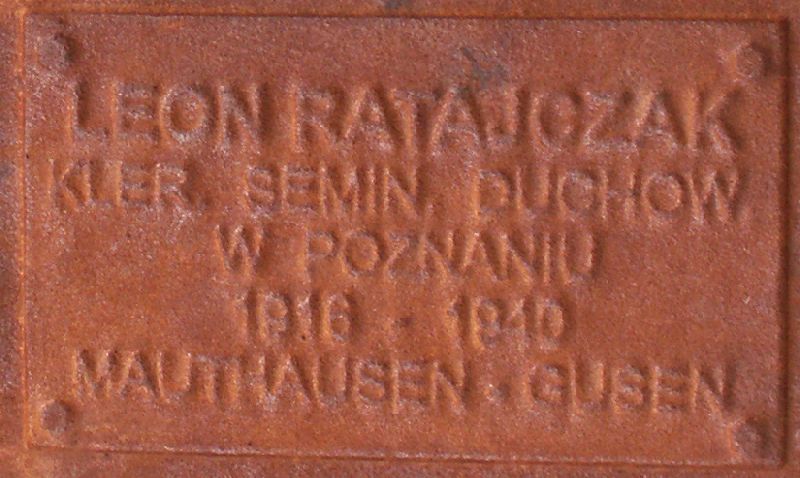 LEON RATAJCZAK
KLER. SEMIN. DUCHOW.
W POZNANIU
1916 - 1940
MAUTHAUSEN - GUSEN